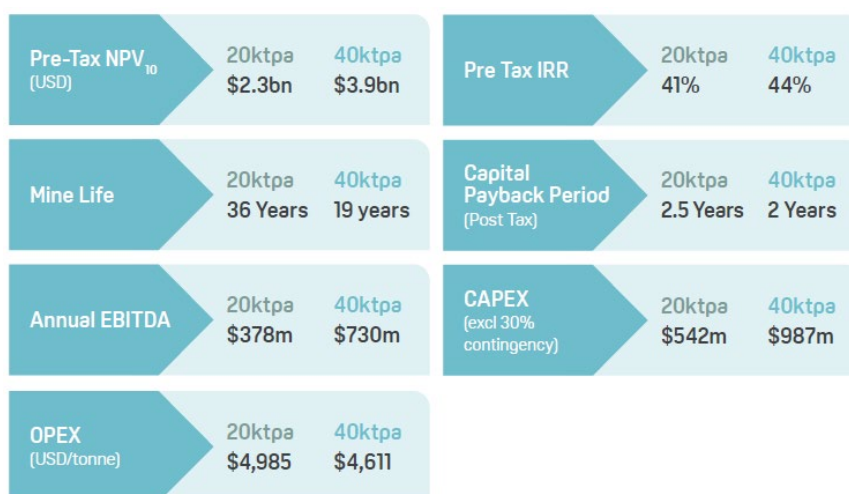 Pre-Tax NPV10
(USD)
20ktpa 40ktpa
$2.3bn $3.9bn
Pre Tax IRR
20ktpa 40ktpa
41% 44%
Mine Life
20ktpa 40ktpa
36 Years 19 years
Capital
Payback Period
(Post Tax)
20ktpa 40ktpa
2.5 Years 2 Years
Annual EBITDA
20ktpa 40ktpa
$378m $730m
CAPEX
(excl 30%
contingency)
20ktpa 40ktpa
$542m $987m
OPEX
(USD/tonne)
20ktpa 40ktpa
$4,985 $4,611